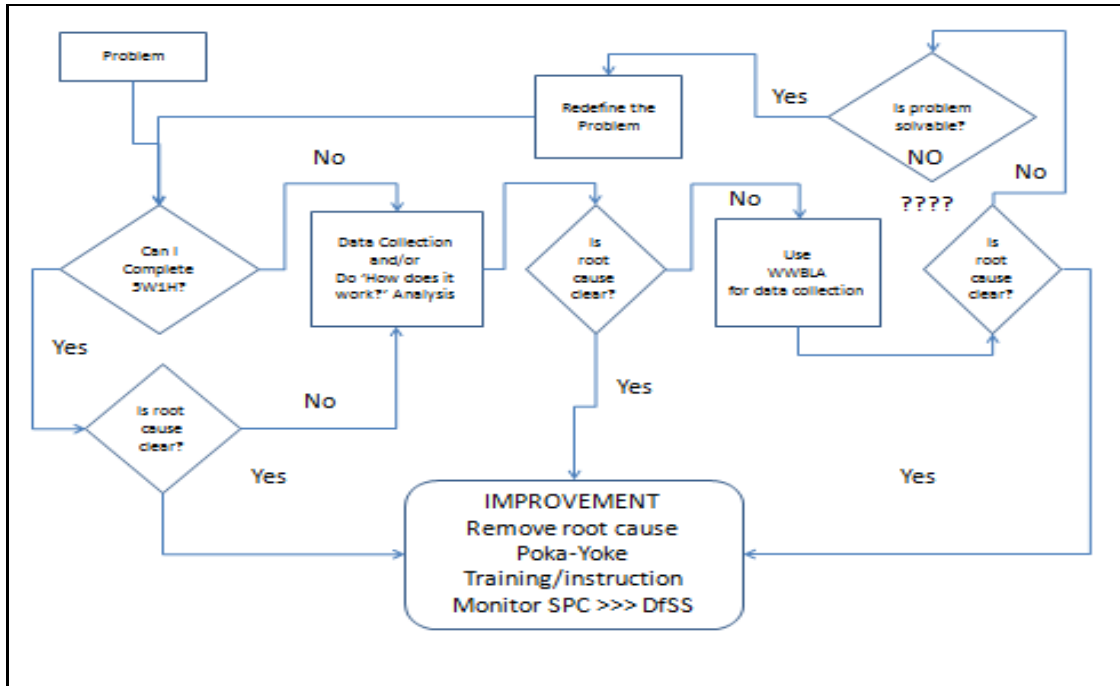 Problem
Redefine the
Problem
Yes
Is problem
solvable?
NO
????
No
No
Can I
Complete
5W1H?
Data Collection
and/or
Do "How does it
work?" Analysis
Is
root
cause
clear?
No
Use
WWBLA
for data collection
Is
root
cause
clear?
Yes
Is root
cause
clear?
No
Yes
Yes
Yes
IMPROVEMENT
Remove root cause
Poka-Yoke
Training/instruction
Monitor SPC >>> DfSS